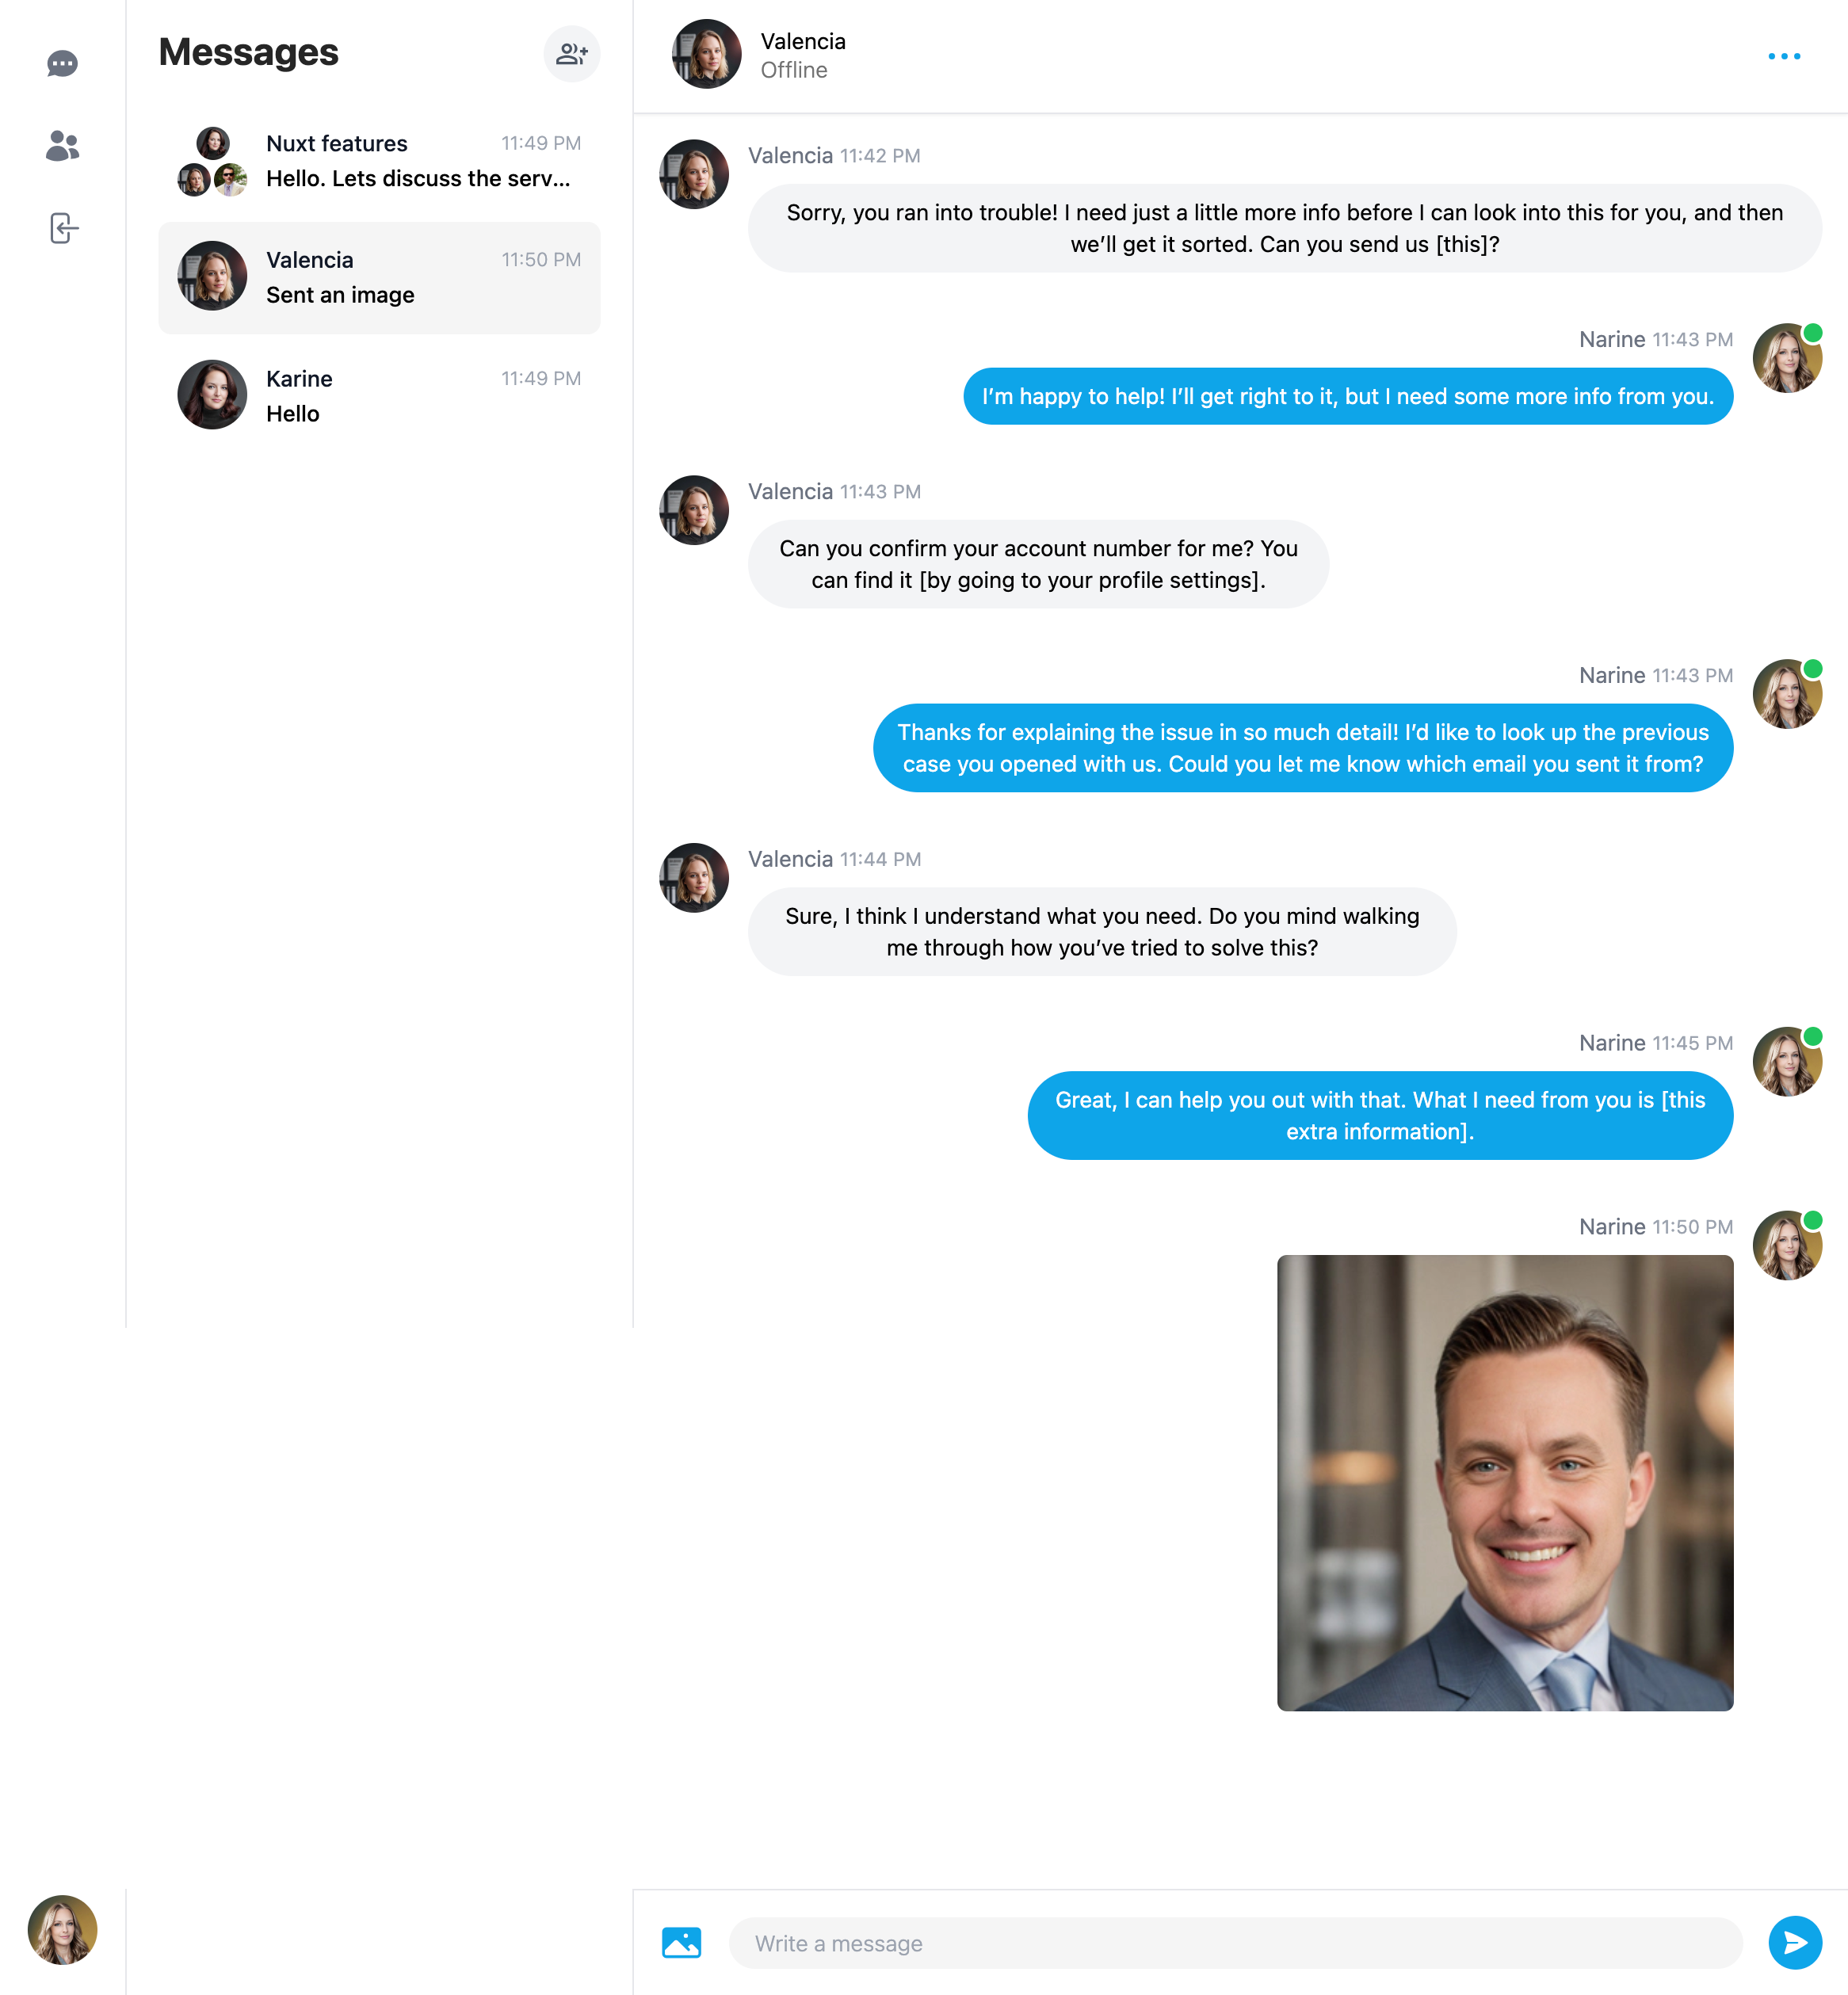 Messages
Nuxt features 11:49 PM
Hello. Lets discuss the serv...
Valencia 11:50 PM
Sent an image
Karine 11:49 PM
Hello
Valencia
Offline
Valencia 11:42 PM
Sorry, you ran into trouble! I need just a little more info before I can look into this for you, and then
we’ll get it sorted. Can you send us [this]?
Narine 11:43 PM
I’m happy to help! I’ll get right to it, but I need some more info from you.
Valencia 11:43 PM
Can you confirm your account number for me? You
can find it [by going to your profile settings].
Narine 11:43 PM
Thanks for explaining the issue in so much detail! I’d like to look up the previous
case you opened with us. Could you let me know which email you sent it from?
Valencia 11:44 PM
Sure, I think I understand what you need. Do you mind walking
me through how you’ve tried to solve this?
Narine 11:45 PM
Great, I can help you out with that. What I need from you is [this
extra information].
Narine 11:50 PM
Write a message